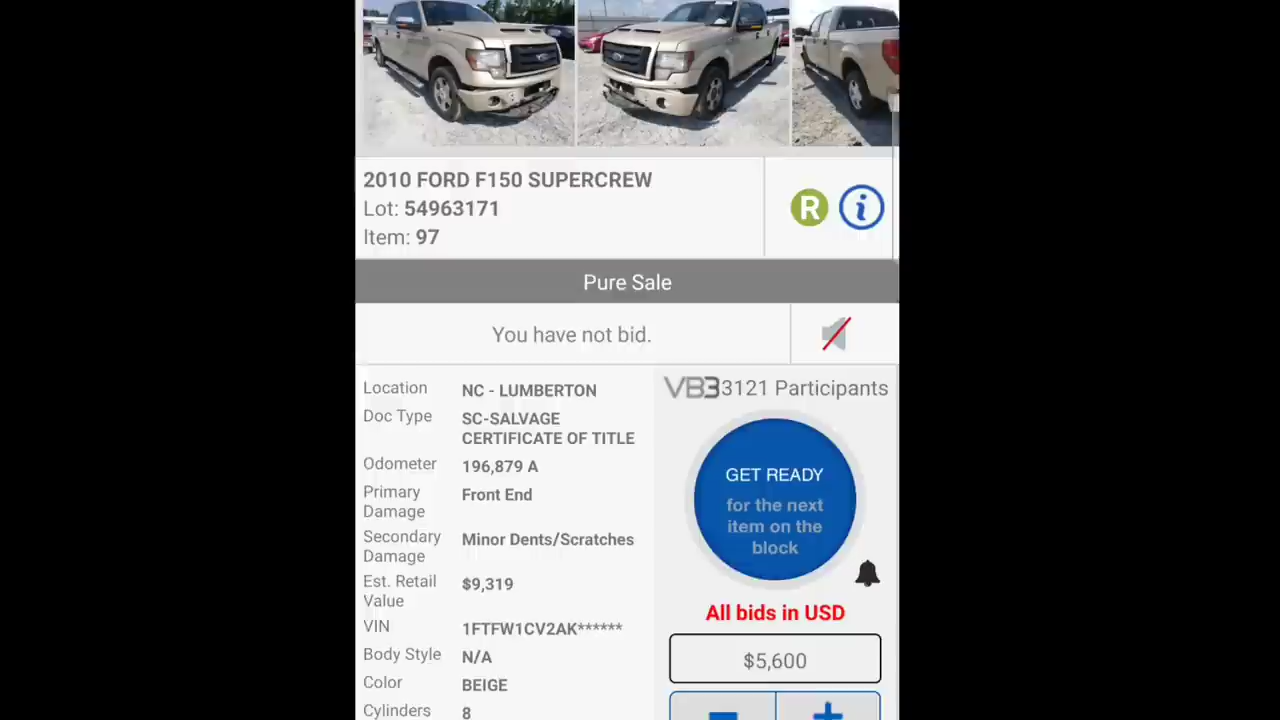 2010 FORD F150 SUPERCREW
Lot: 54963171
Item: 97
R
i
Pure Sale
You have not bid.
Location NC - LUMBERTON
Doc Type SC-SALVAGE
CERTIFICATE OF TITLE
Odometer 196,879 A
Primary
Damage
Front End
Secondary
Damage
Minor Dents/Scratches
Est. Retail
Value
$9,319
VIN 1FTFW1CV2AK******
Body Style N/A
Color BEIGE
Cylinders 8
VB3 3121 Participants
GET READY
for the next
item on the
block
All bids in USD
$5,600